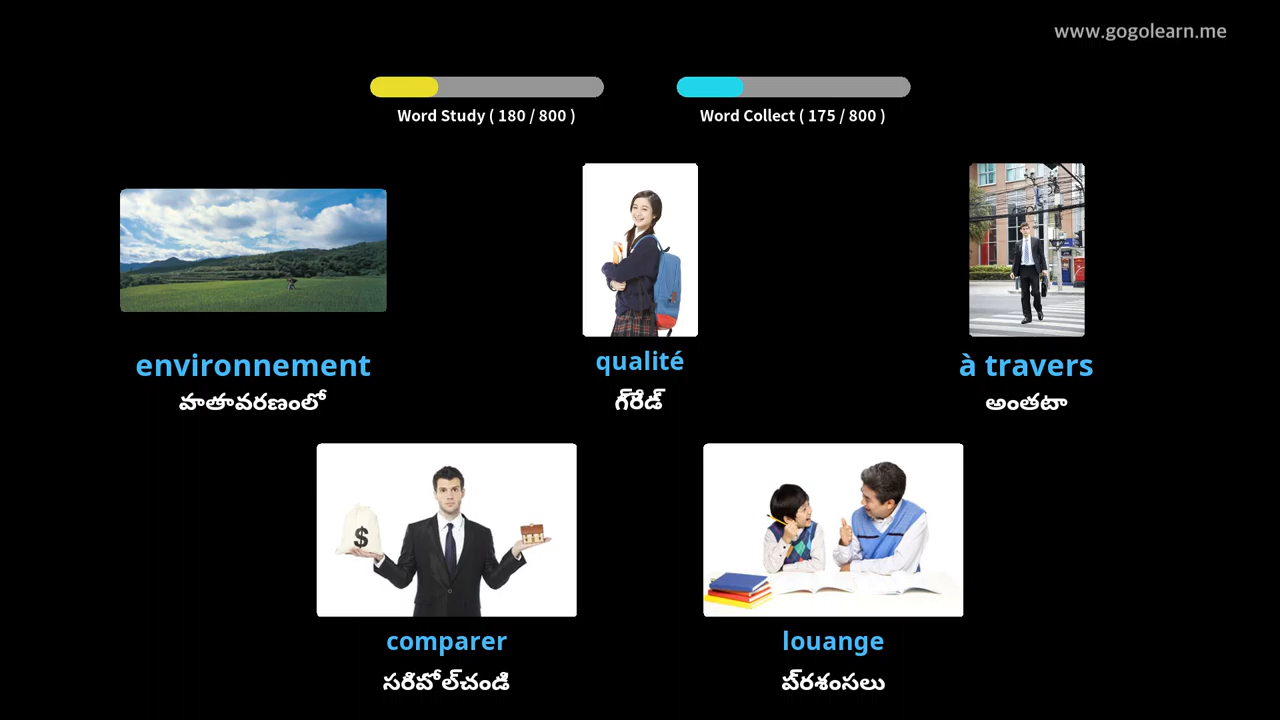 www.gogolearn.me
Word Study ( 180 / 800 )
Word Collect ( 175 / 800 )
environnement
వాతావరణంలో
qualité
గ్రేడ్
à travers
అంతటా
comparer
సరిపోల్చండి
louange
ప్రశంసలు
$